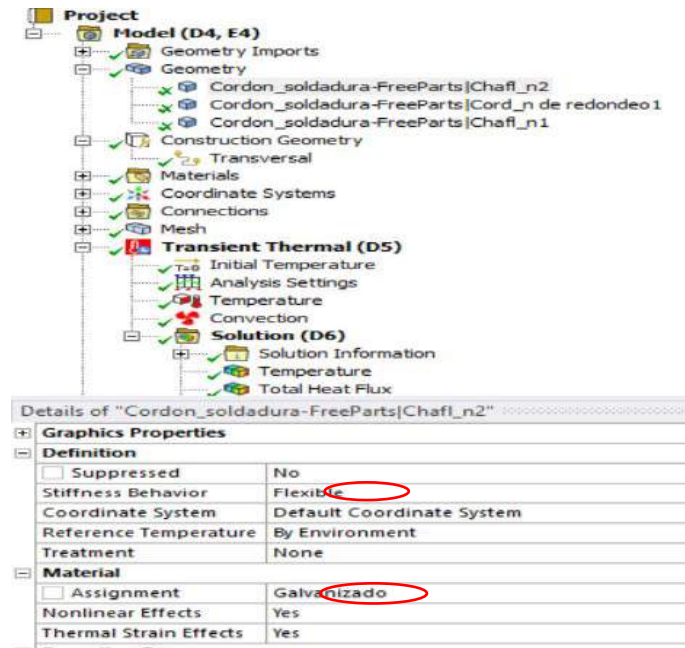 Project
Model (D4, E4)
Geometry Imports
Geometry
Cordon_soldadura-FreeParts|Chafl_n2
Cordon_soldadura-FreeParts|Cord_n de redondeo1
Cordon_soldadura-FreeParts|Chafl_n1
Construction Geometry
Transversal
Materials
Coordinate Systems
Connections
Mesh
Transient Thermal (D5)
T=0 Initial Temperature
Analysis Settings
Temperature
Convection
Solution (D6)
Solution Information
Temperature
Total Heat Flux
Details of "Cordon_soldadura-FreeParts|Chafl_n2"
Graphics Properties
Definition
Suppressed No
Stiffness Behavior Flexible
Coordinate System Default Coordinate System
Reference Temperature By Environment
Treatment None
Material
Assignment Galvanizado
Nonlinear Effects Yes
Thermal Strain Effects Yes